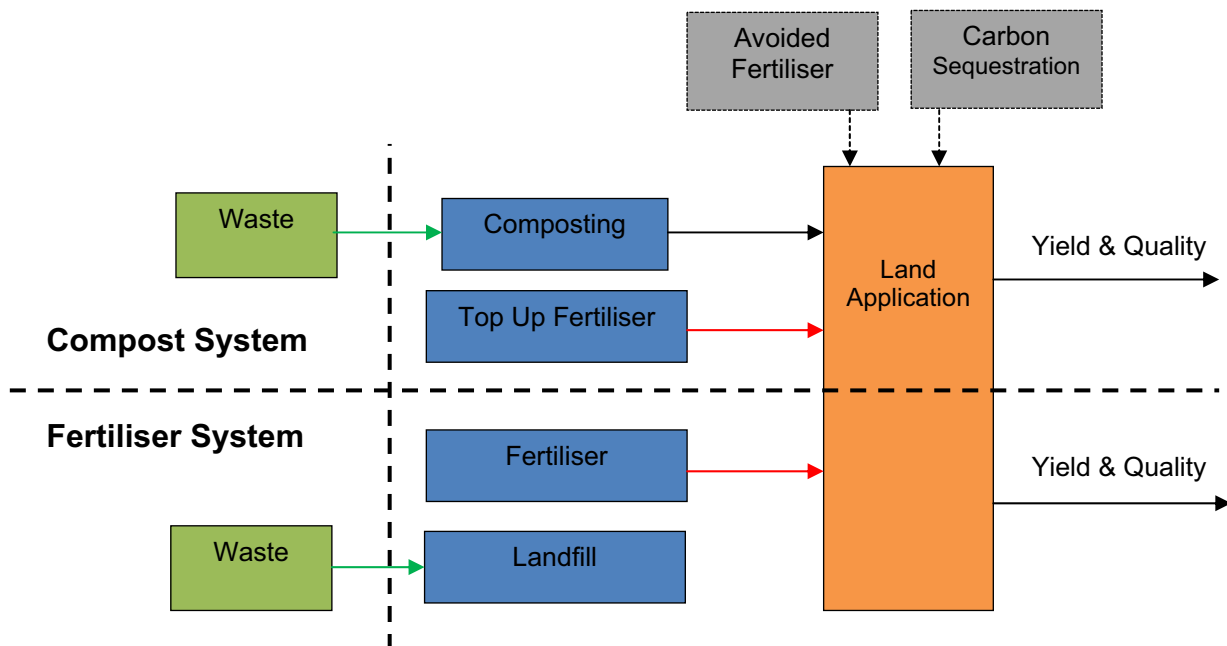 Avoided
Fertiliser
Carbon
Sequestration
Waste
Composting
Land
Application
Yield & Quality
Top Up Fertiliser
Compost System
Fertiliser System
Fertiliser
Yield & Quality
Waste
Landfill